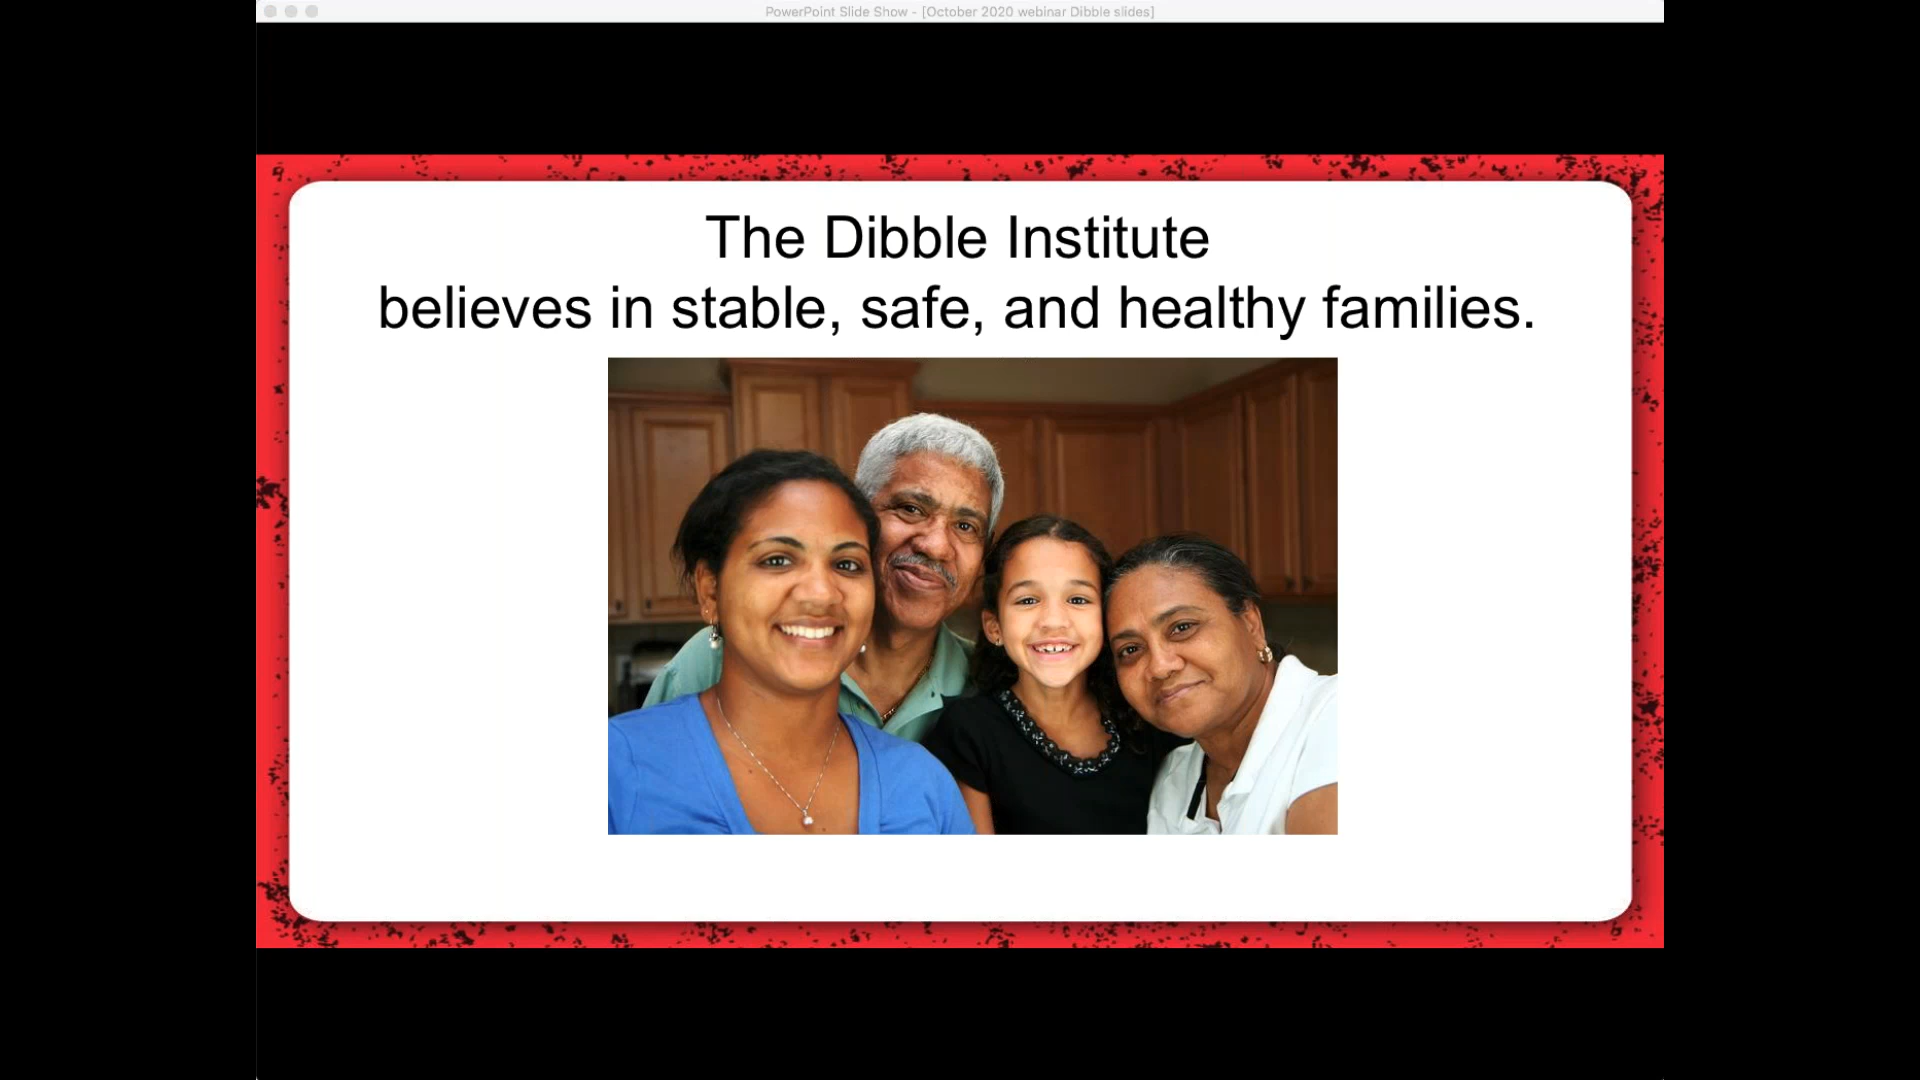 PowerPoint Slide Show - [October 2020 webinar Dibble slides]
The Dibble Institute
believes in stable, safe, and healthy families.